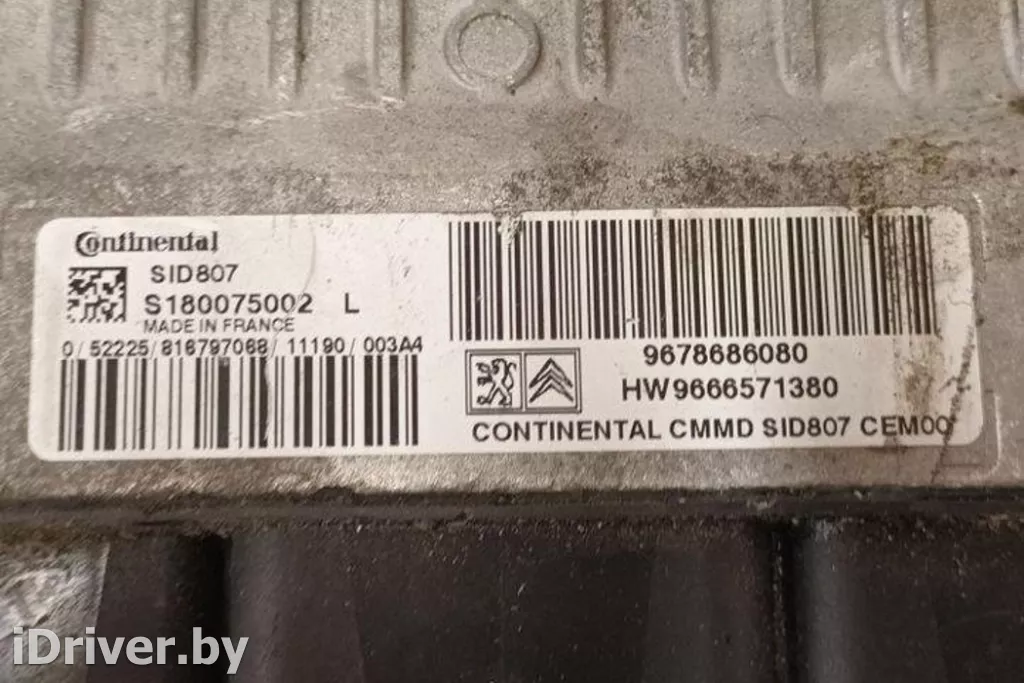 Continental
SID807
S180075002 L
MADE IN FRANCE
0/52225/816797068/11190/003A4
9678686080
HW9666571380
CONTINENTAL CMMD SID807 CEM00
iDriver.by